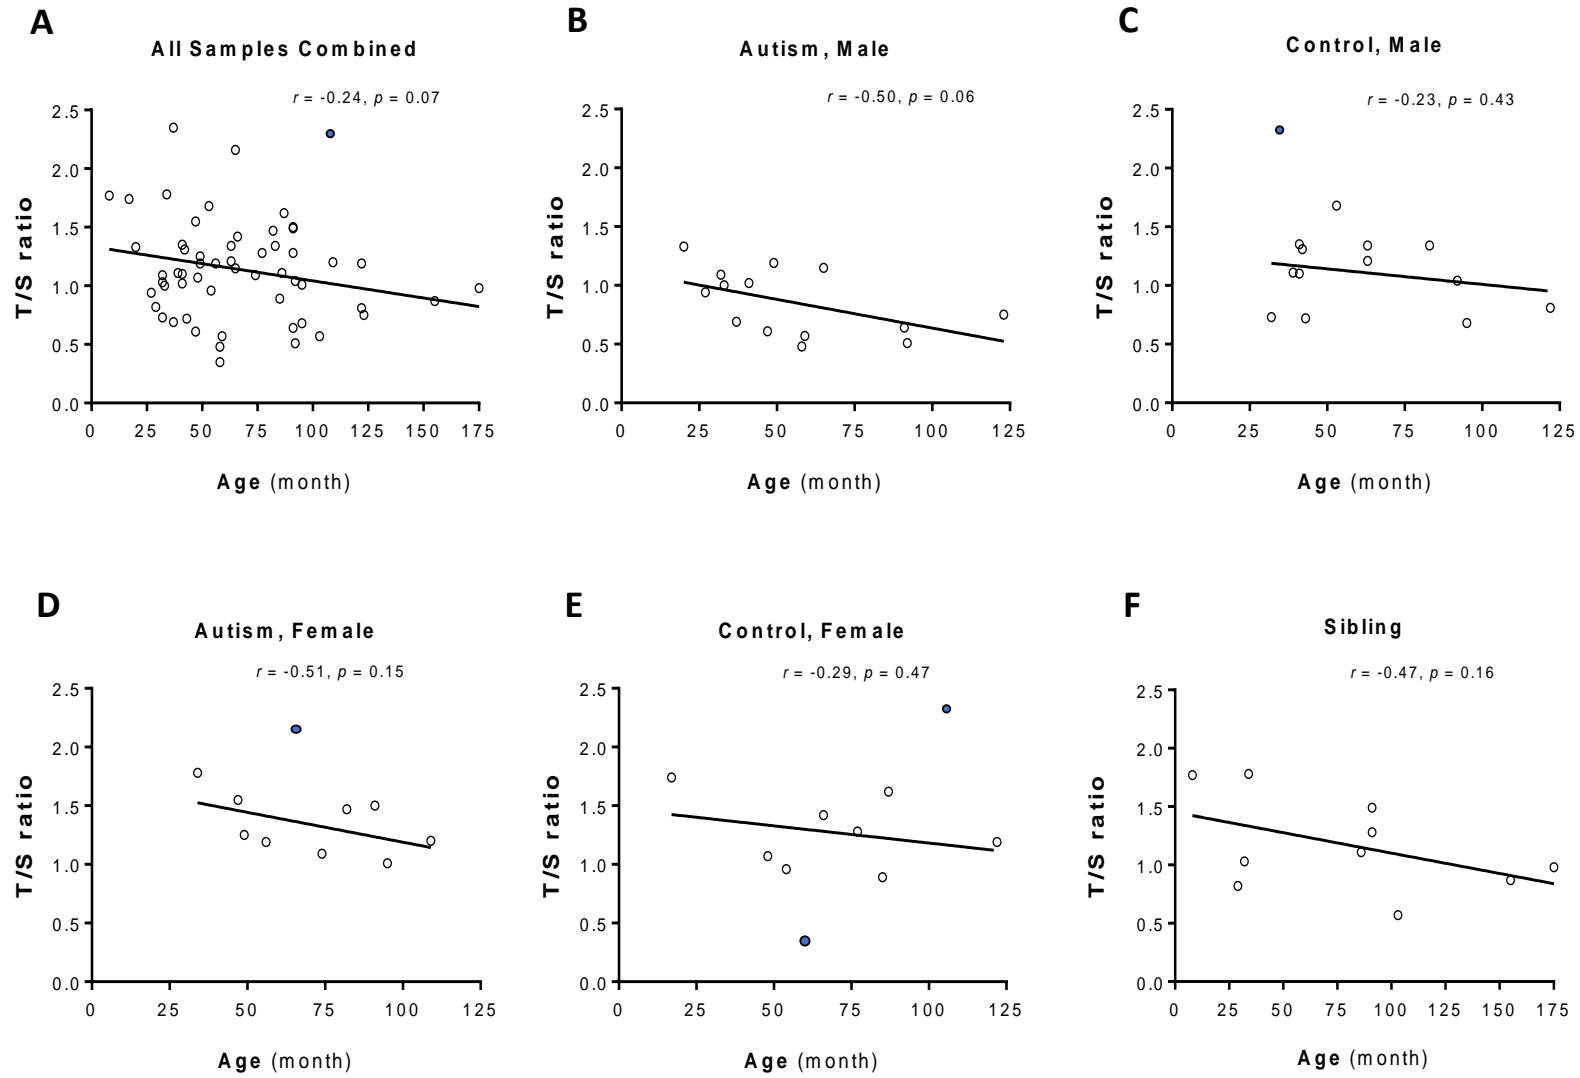 A
All Samples Combined
r = -0.24, p = 0.07
2.5
2.0
1.5
1.0
0.5
0.0
T/S ratio
0 25 50 75 100 125 150 175
Age (month)
B
Autism, Male
r = -0.50, p = 0.06
2.5
2.0
1.5
1.0
0.5
0.0
T/S ratio
0 25 50 75 100 125
Age (month)
C
Control, Male
r = -0.23, p = 0.43
2.5
2.0
1.5
1.0
0.5
0.0
T/S ratio
0 25 50 75 100 125
Age (month)
D
Autism, Female
r = -0.51, p = 0.15
2.5
2.0
1.5
1.0
0.5
0.0
T/S ratio
0 25 50 75 100 125
Age (month)
E
Control, Female
r = -0.29, p = 0.47
2.5
2.0
1.5
1.0
0.5
0.0
T/S ratio
0 25 50 75 100 125
Age (month)
F
Sibling
r = -0.47, p = 0.16
2.5
2.0
1.5
1.0
0.5
0.0
T/S ratio
0 25 50 75 100 125 150 175
Age (month)